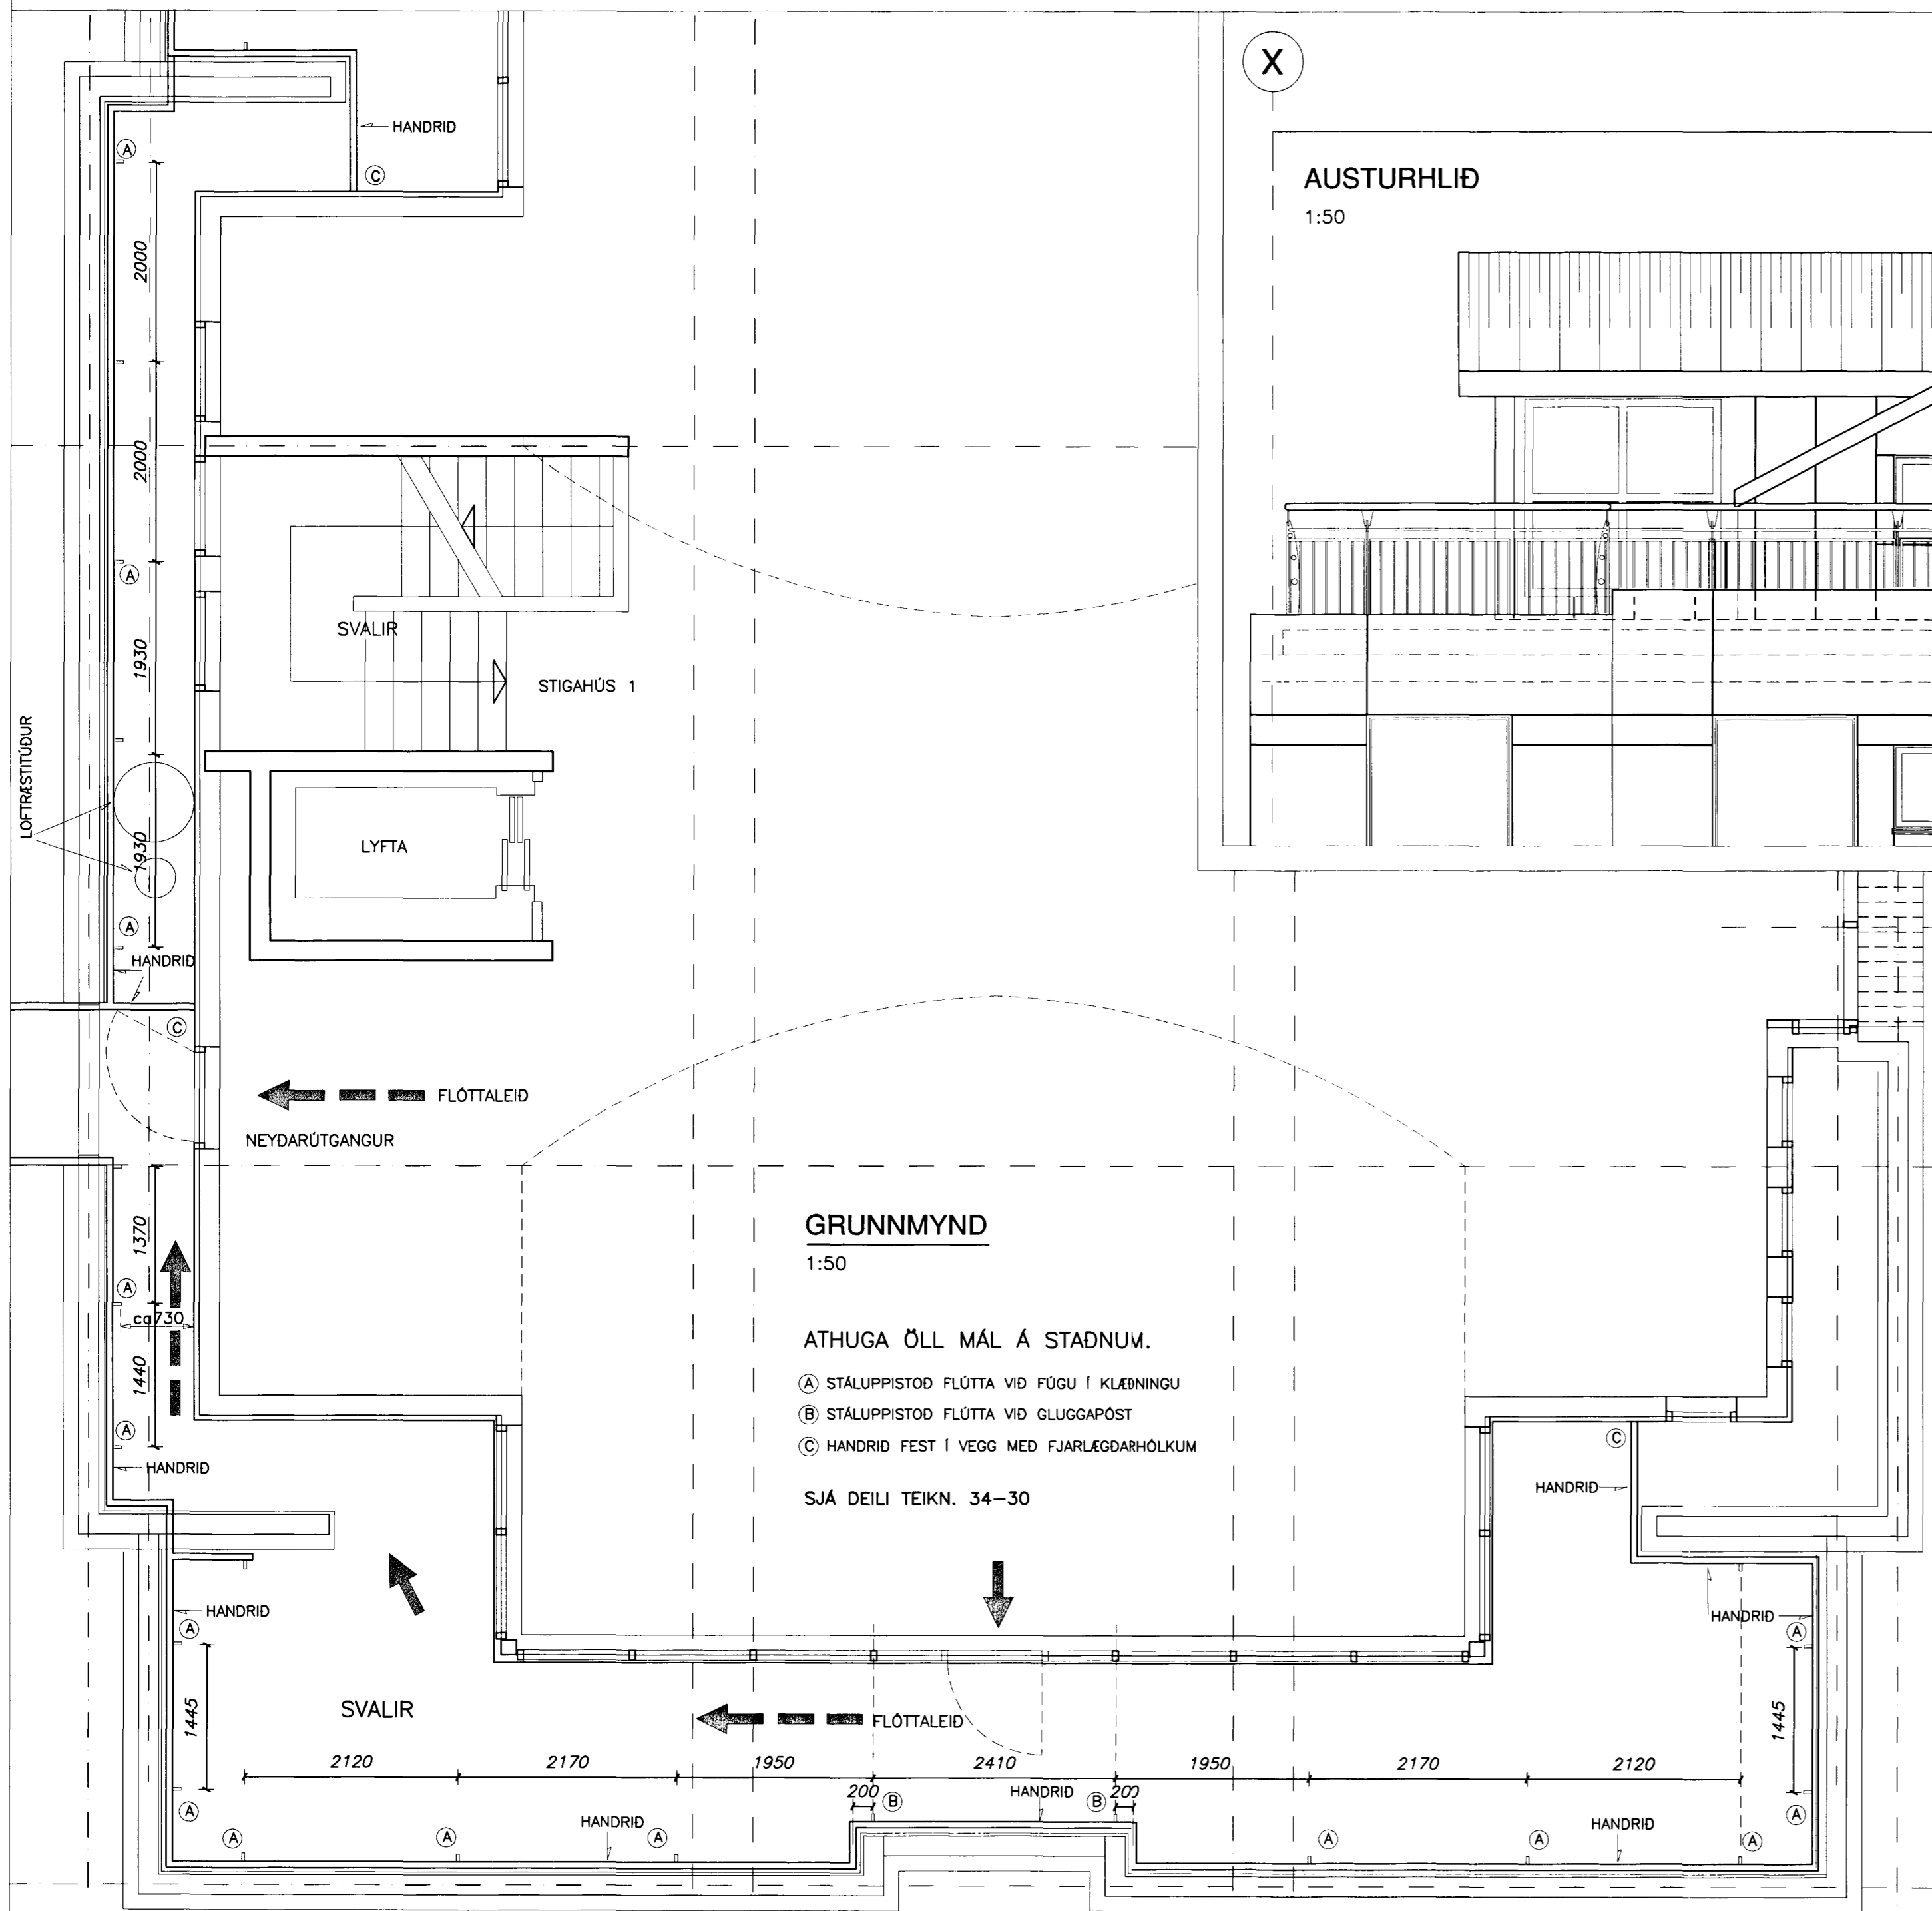 HANDRIÐ
X
AUSTURHLIÐ
1:50
A
C
2000
2000
A
1930
SVALIR
STIGAHÚS 1
LOFTRÆSTITÚÐUR
1930
LYFTA
A
HANDRIÐ
C
FLÓTTALEIÐ
NEYÐARÚTGANGUR
1370
A
ca730
1440
A
HANDRIÐ
GRUNNMYND
1:50
ATHUGA ÖLL MÁL Á STAÐNUM.
A STÁLUPPISTOÐ FLÚTTA VIÐ FÚGU Í KLÆÐNINGU
B STÁLUPPISTOÐ FLÚTTA VIÐ GLUGGAPÓST
C HANDRIÐ FEST Í VEGG MEÐ FJARLÆGÐARHÓLKUM
SJÁ DEILI TEIKN. 34-30
C
HANDRIÐ
HANDRIÐ
A
1445
A
SVALIR
FLÓTTALEIÐ
HANDRIÐ
A
1445
A
2120
2170
1950
2410
1950
2170
2120
200
B
HANDRIÐ
B
200
A
A
HANDRIÐ
A
A
A
HANDRIÐ
A